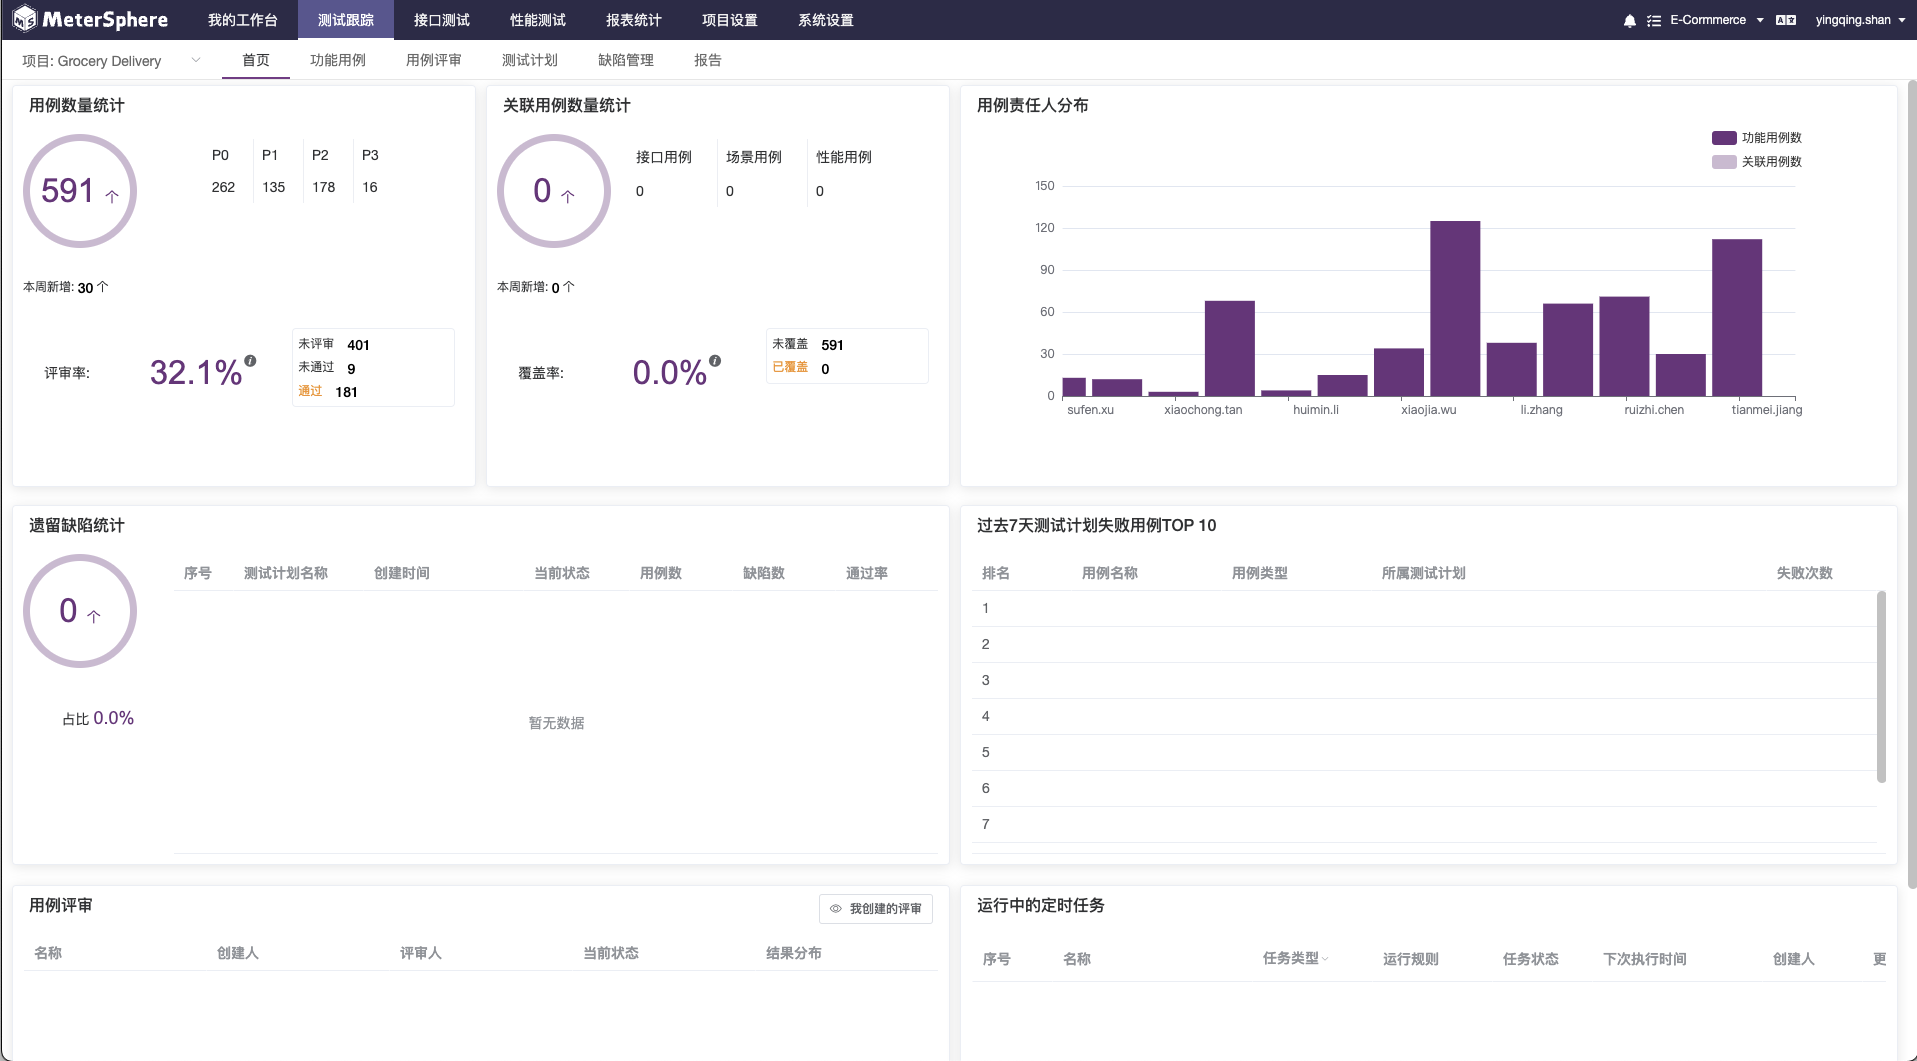 MeterSphere 我的工作台 测试跟踪 接口测试 性能测试 报表统计 项目设置 系统设置 E-Cormmerce yingqing.shan
项目: Grocery Delivery 首页 功能用例 用例评审 测试计划 缺陷管理 报告
用例数量统计
591 个
P0 P1 P2 P3
262 135 178 16
本周新增: 30 个
评审率: 32.1%
未评审 401
未通过 9
通过 181
关联用例数量统计
0 个
接口用例 场景用例 性能用例
0 0 0
本周新增: 0 个
覆盖率: 0.0%
未覆盖 591
已覆盖 0
用例责任人分布
功能用例数
关联用例数
150
120
90
60
30
0
sufen.xu xiaochong.tan huimin.li xiaojia.wu li.zhang ruizhi.chen tianmei.jiang
遗留缺陷统计
0 个
占比 0.0%
序号 测试计划名称 创建时间 当前状态 用例数 缺陷数 通过率
暂无数据
过去7天测试计划失败用例TOP 10
排名 用例名称 用例类型 所属测试计划 失败次数
1
2
3
4
5
6
7
用例评审
我创建的评审
名称 创建人 评审人 当前状态 结果分布
运行中的定时任务
序号 名称 任务类型 运行规则 任务状态 下次执行时间 创建人 更